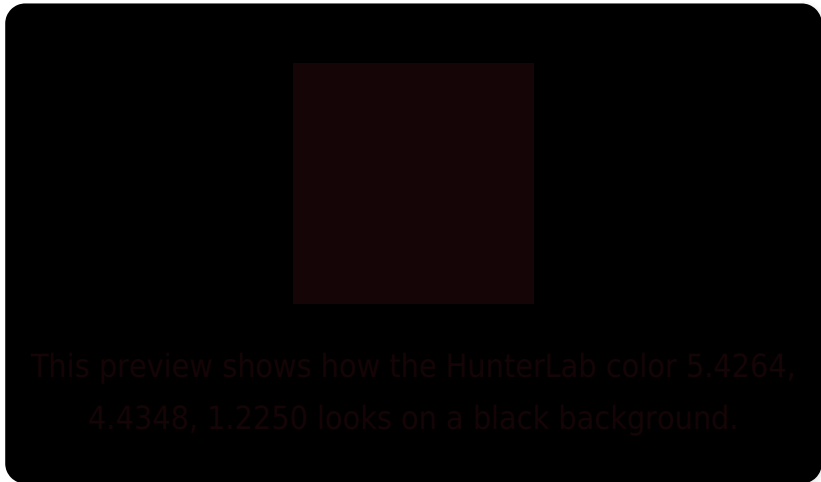 This preview shows how the HunterLab color 5.4264,
4.4348, 1.2250 looks on a black background.